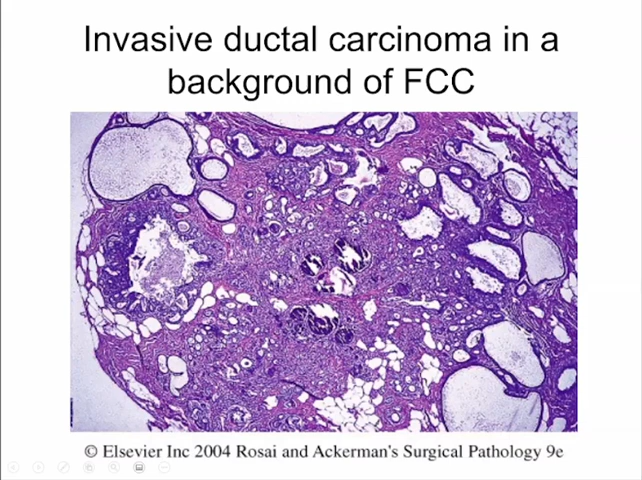 Invasive ductal carcinoma in a
background of FCC
© Elsevier Inc 2004 Rosai and Ackerman's Surgical Pathology 9e